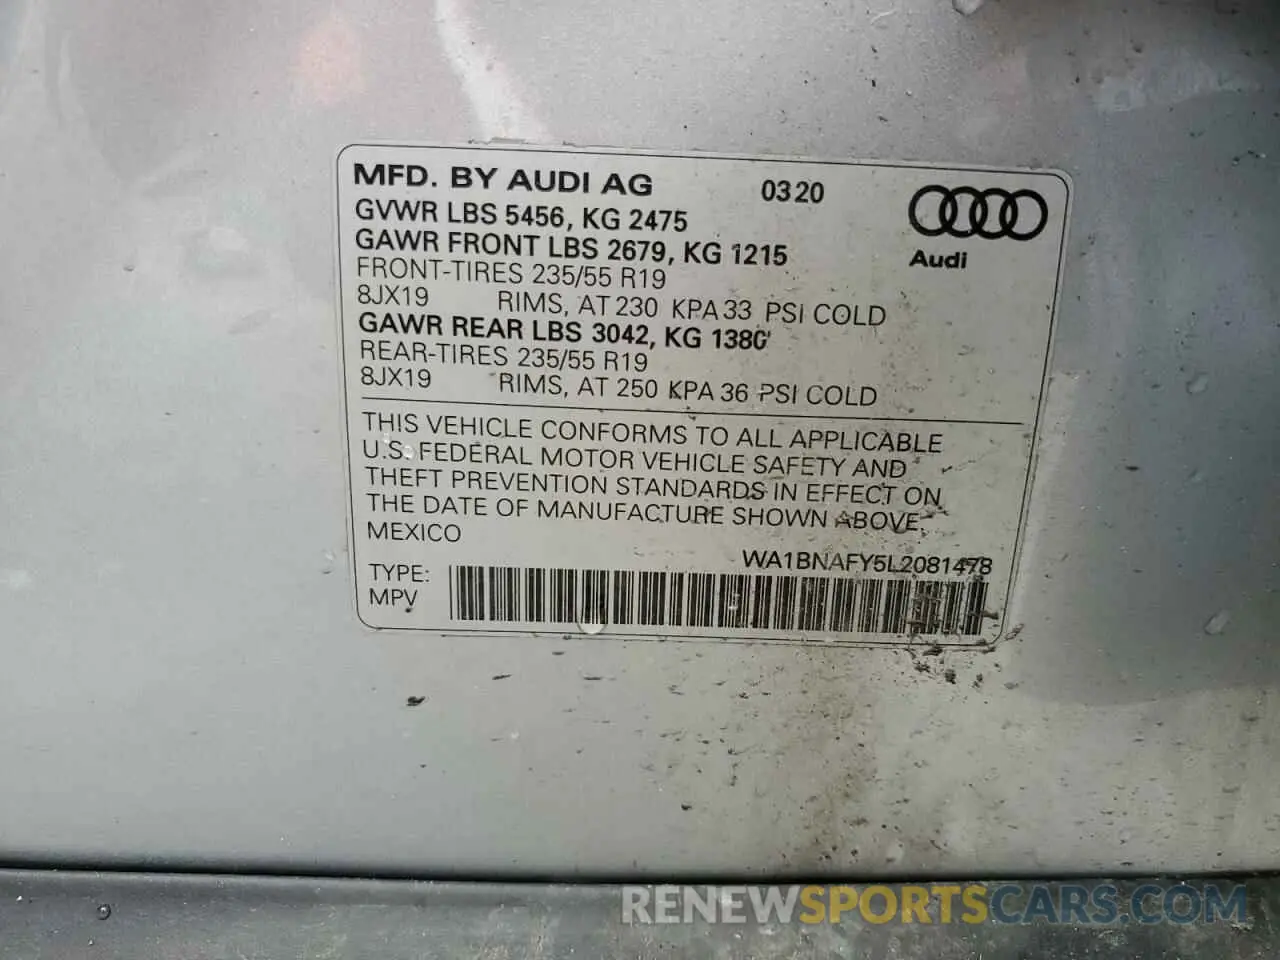 MFD. BY AUDI AG 0320
GVWR LBS 5456, KG 2475
GAWR FRONT LBS 2679, KG 1215
Audi
FRONT-TIRES 235/55 R19
8JX19 RIMS, AT 230 KPA 33 PSI COLD
GAWR REAR LBS 3042, KG 1380
REAR-TIRES 235/55 R19
8JX19 RIMS, AT 250 KPA 36 PSI COLD
THIS VEHICLE CONFORMS TO ALL APPLICABLE
U.S. FEDERAL MOTOR VEHICLE SAFETY AND
THEFT PREVENTION STANDARDS IN EFFECT ON
THE DATE OF MANUFACTURE SHOWN ABOVE.
MEXICO
WA1BNAFY5L2081478
TYPE:
MPV
RENEWSPORTSCARS.COM